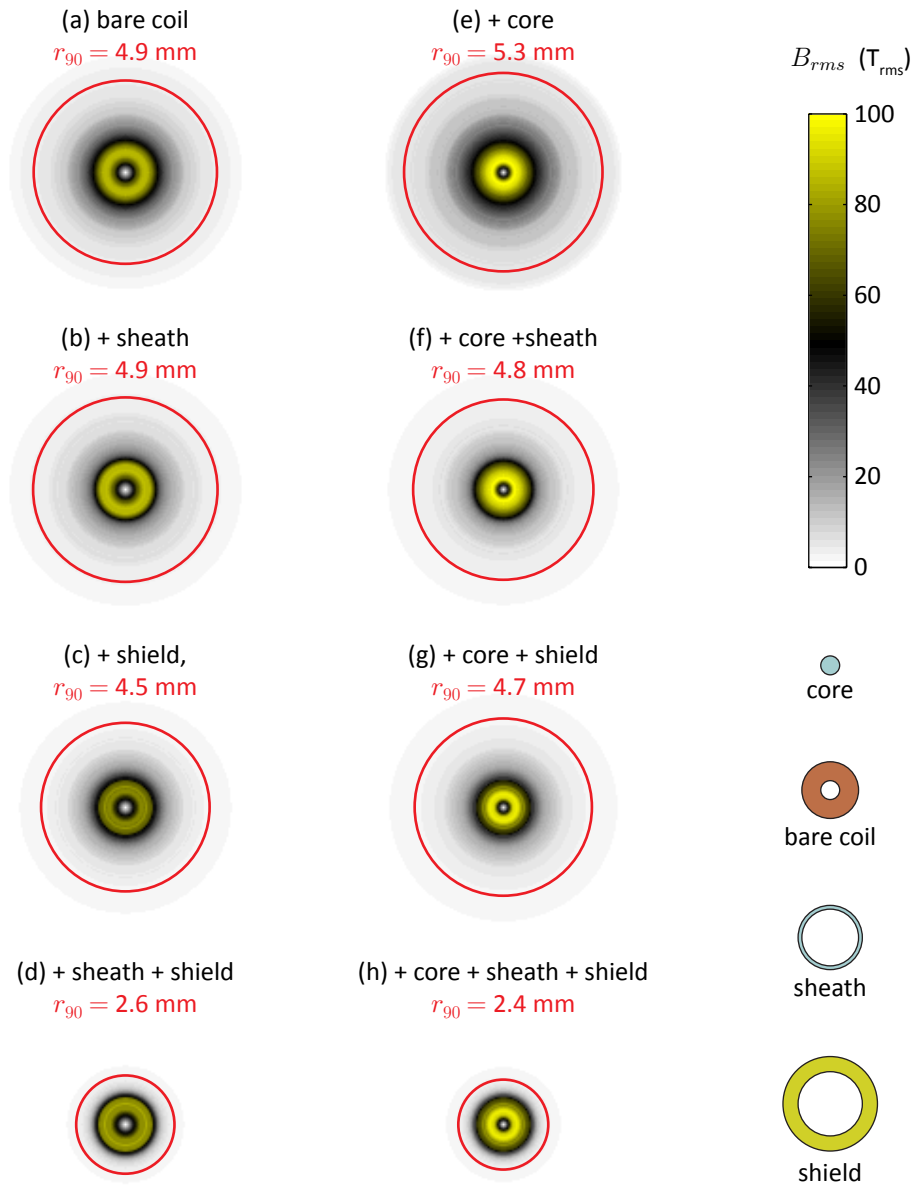 (a) bare coil
r90 = 4.9 mm
(b) + sheath
r90 = 4.9 mm
(c) + shield,
r90 = 4.5 mm
(d) + sheath + shield
r90 = 2.6 mm
(e) + core
r90 = 5.3 mm
(f) + core +sheath
r90 = 4.8 mm
(g) + core + shield
r90 = 4.7 mm
(h) + core + sheath + shield
r90 = 2.4 mm
Brms (Trms)
100
80
60
40
20
0
core
bare coil
sheath
shield